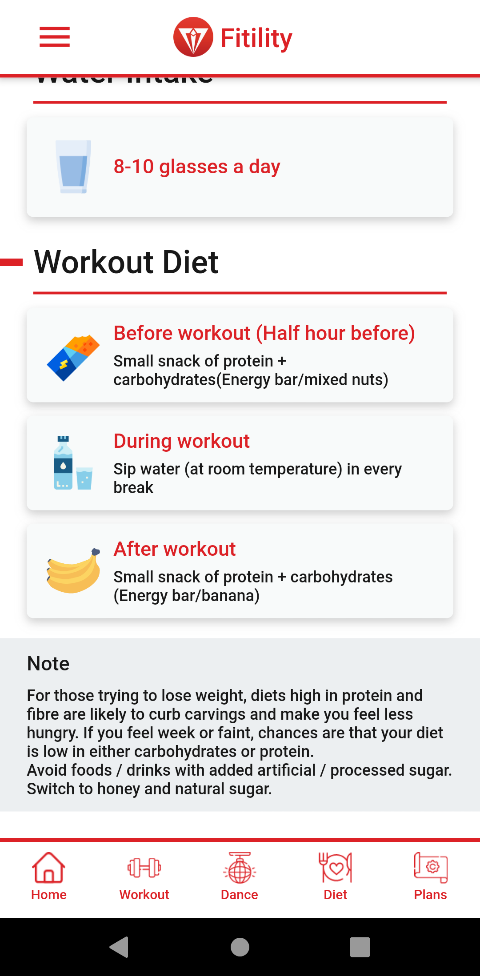 Fitility
Water Intake
8-10 glasses a day
Workout Diet
Before workout (Half hour before)
Small snack of protein +
carbohydrates(Energy bar/mixed nuts)
During workout
Sip water (at room temperature) in every
break
After workout
Small snack of protein + carbohydrates
(Energy bar/banana)
Note
For those trying to lose weight, diets high in protein and
fibre are likely to curb carvings and make you feel less
hungry. If you feel week or faint, chances are that your diet
is low in either carbohydrates or protein.
Avoid foods / drinks with added artificial / processed sugar.
Switch to honey and natural sugar.
Home
Workout
Dance
Diet
Plans